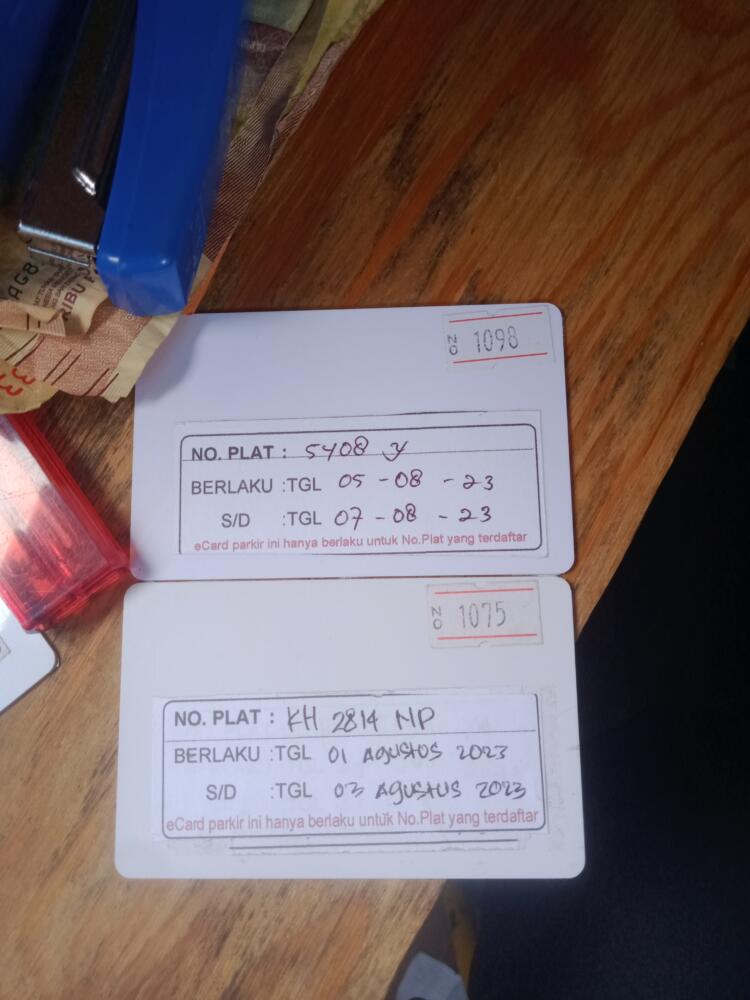 AGB
RIBU
NO 1098
NO. PLAT : 5408 Y
BERLAKU :TGL 05 - 08 - 23
S/D :TGL 07 - 08 - 23
eCard parkir ini hanya berlaku untuk No.Plat yang terdaftar
NO 1075
NO. PLAT : KH 2814 MP
BERLAKU :TGL 01 AGUSTUS 2023
S/D :TGL 03 AGUSTUS 2023
eCard parkir ini hanya berlaku untuk No.Plat yang terdaftar